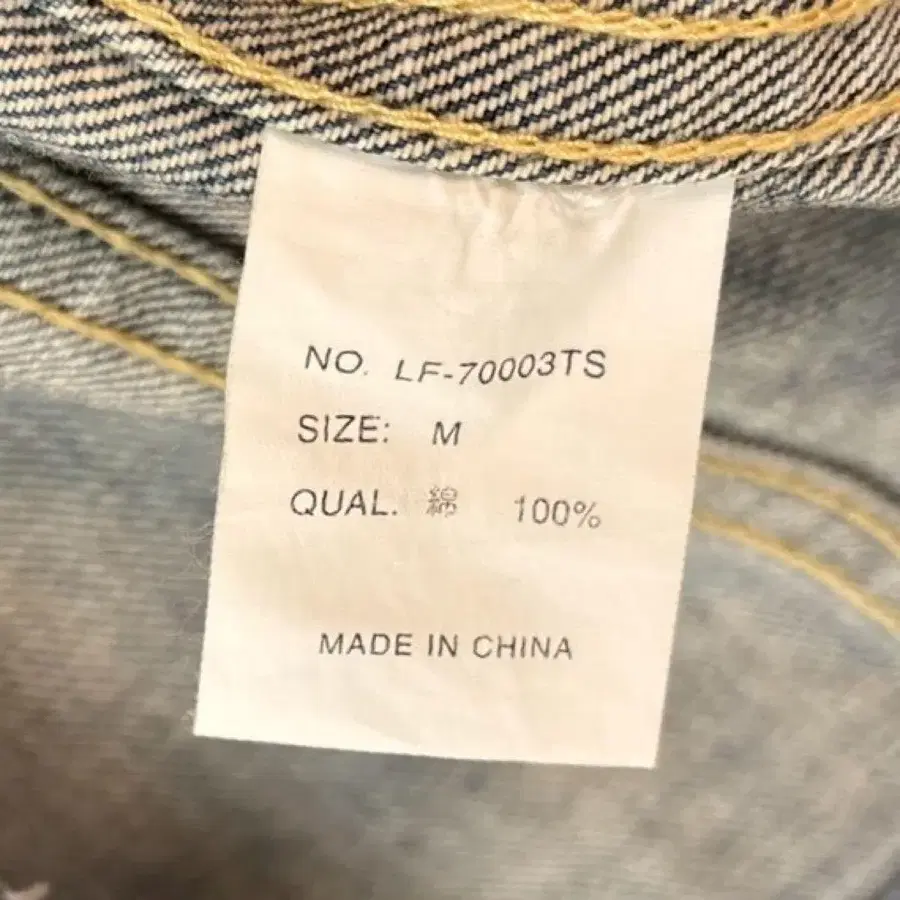 NO. LF-70003TS
SIZE: M
QUAL. 綿 100%
MADE IN CHINA